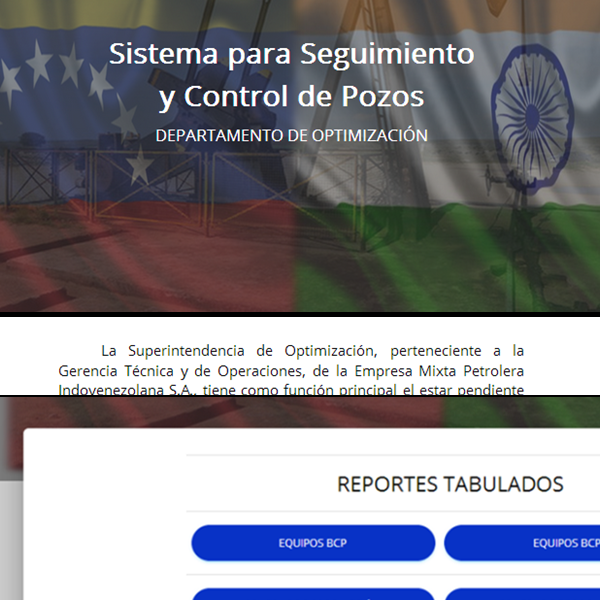 Sistema para Seguimiento
y Control de Pozos
DEPARTAMENTO DE OPTIMIZACIÓN
La Superintendencia de Optimización, perteneciente a la
Gerencia Técnica y de Operaciones, de la Empresa Mixta Petrolera
Indovenezolana S.A., tiene como función principal el estar pendiente
REPORTES TABULADOS
EQUIPOS BCP
EQUIPOS BCP